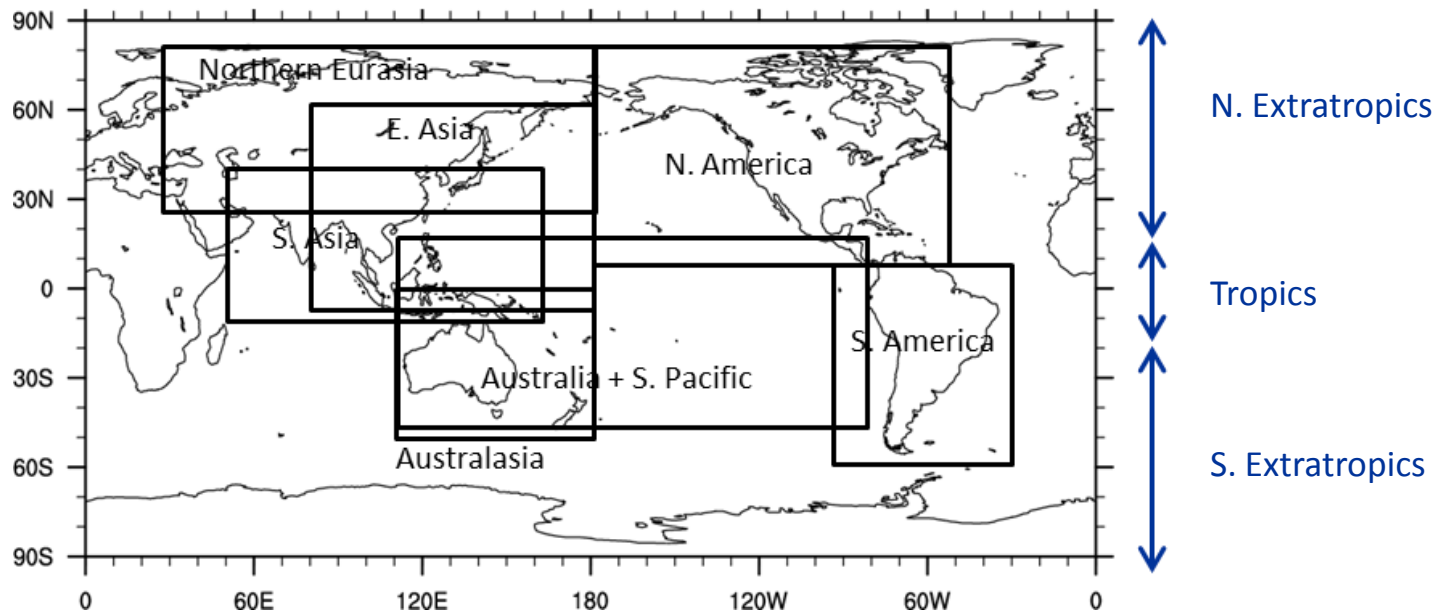 90N
60N
30N
0
30S
60S
90S
0
60E
120E
180
120W
60W
0
Northern Eurasia
E. Asia
N. America
S. Asia
S. America
Australia + S. Pacific
Australasia
N. Extratropics
Tropics
S. Extratropics